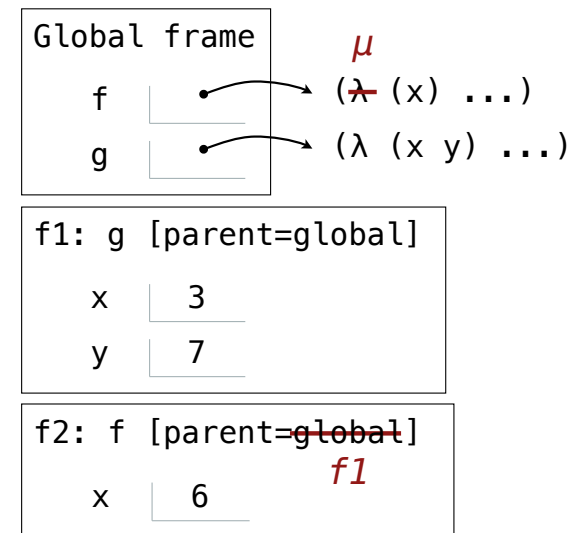 Global frame
μ
f (λ (x) ...)
g (λ (x y) ...)
f1: g [parent=global]
x 3
y 7
f2: f [parent=global]
f1
x 6